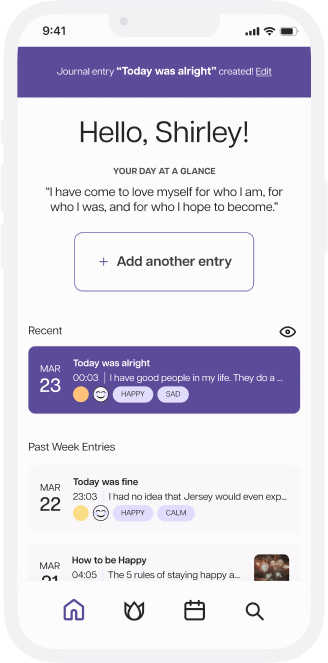 9:41
Journal entry “Today was alright” created! Edit
Hello, Shirley!
YOUR DAY AT A GLANCE
“I have come to love myself for who I am, for
who I was, and for who I hope to become.”
+ Add another entry
Recent
MAR
23
Today was alright
00:03 I have good people in my life. They do a ...
HAPPY SAD
Past Week Entries
MAR
22
Today was fine
23:03 I had no idea that Jersey would even exp...
HAPPY CALM
MAR
21
How to be Happy
04:05 The 5 rules of staying happy a...